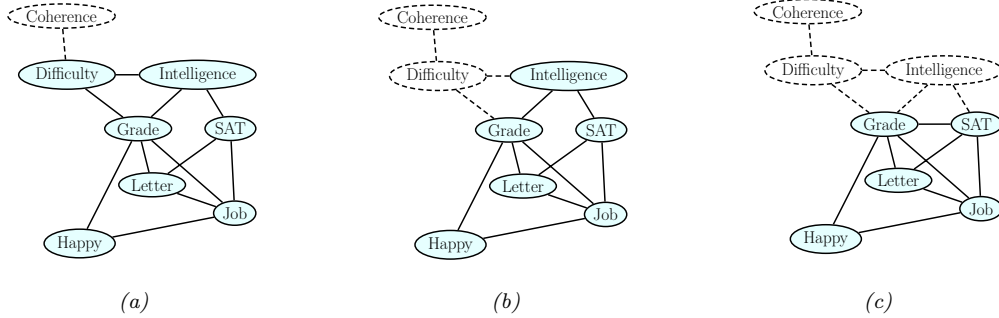 Coherence
Difficulty
Intelligence
Grade
SAT
Letter
Job
Happy
(a)
Coherence
Difficulty
Intelligence
Grade
SAT
Letter
Job
Happy
(b)
Coherence
Difficulty
Intelligence
Grade
SAT
Letter
Job
Happy
(c)